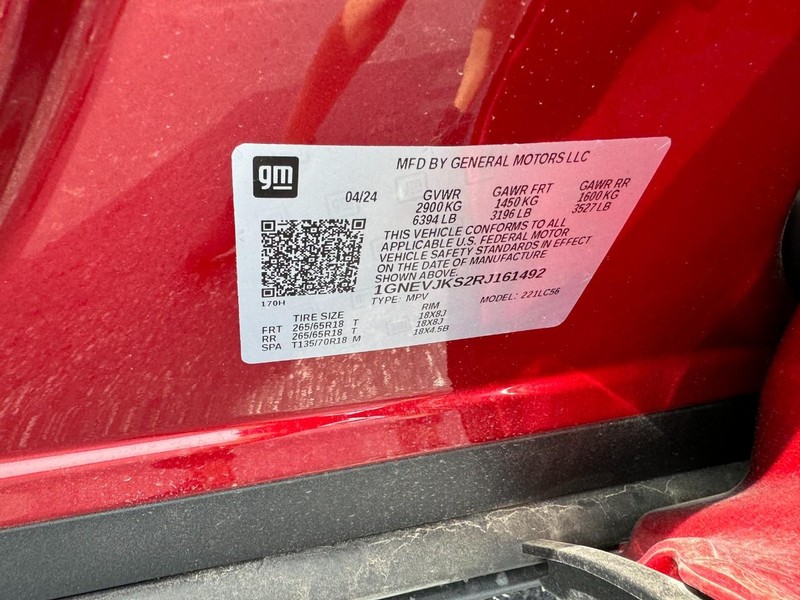 gm
MFD BY GENERAL MOTORS LLC
04/24 GVWR GAWR FRT GAWR RR
2900 KG 1450 KG 1600 KG
6394 LB 3196 LB 3527 LB
THIS VEHICLE CONFORMS TO ALL
APPLICABLE U.S. FEDERAL MOTOR
VEHICLE SAFETY STANDARDS IN EFFECT
ON THE DATE OF MANUFACTURE
SHOWN ABOVE.
1GNEVJKS2RJ161492
170H
TYPE: MPV MODEL: 221LC56
TIRE SIZE RIM
FRT 265/65R18 T 18X8J
RR 265/65R18 T 18X8J
SPA T135/70R18 M 18X4.5B